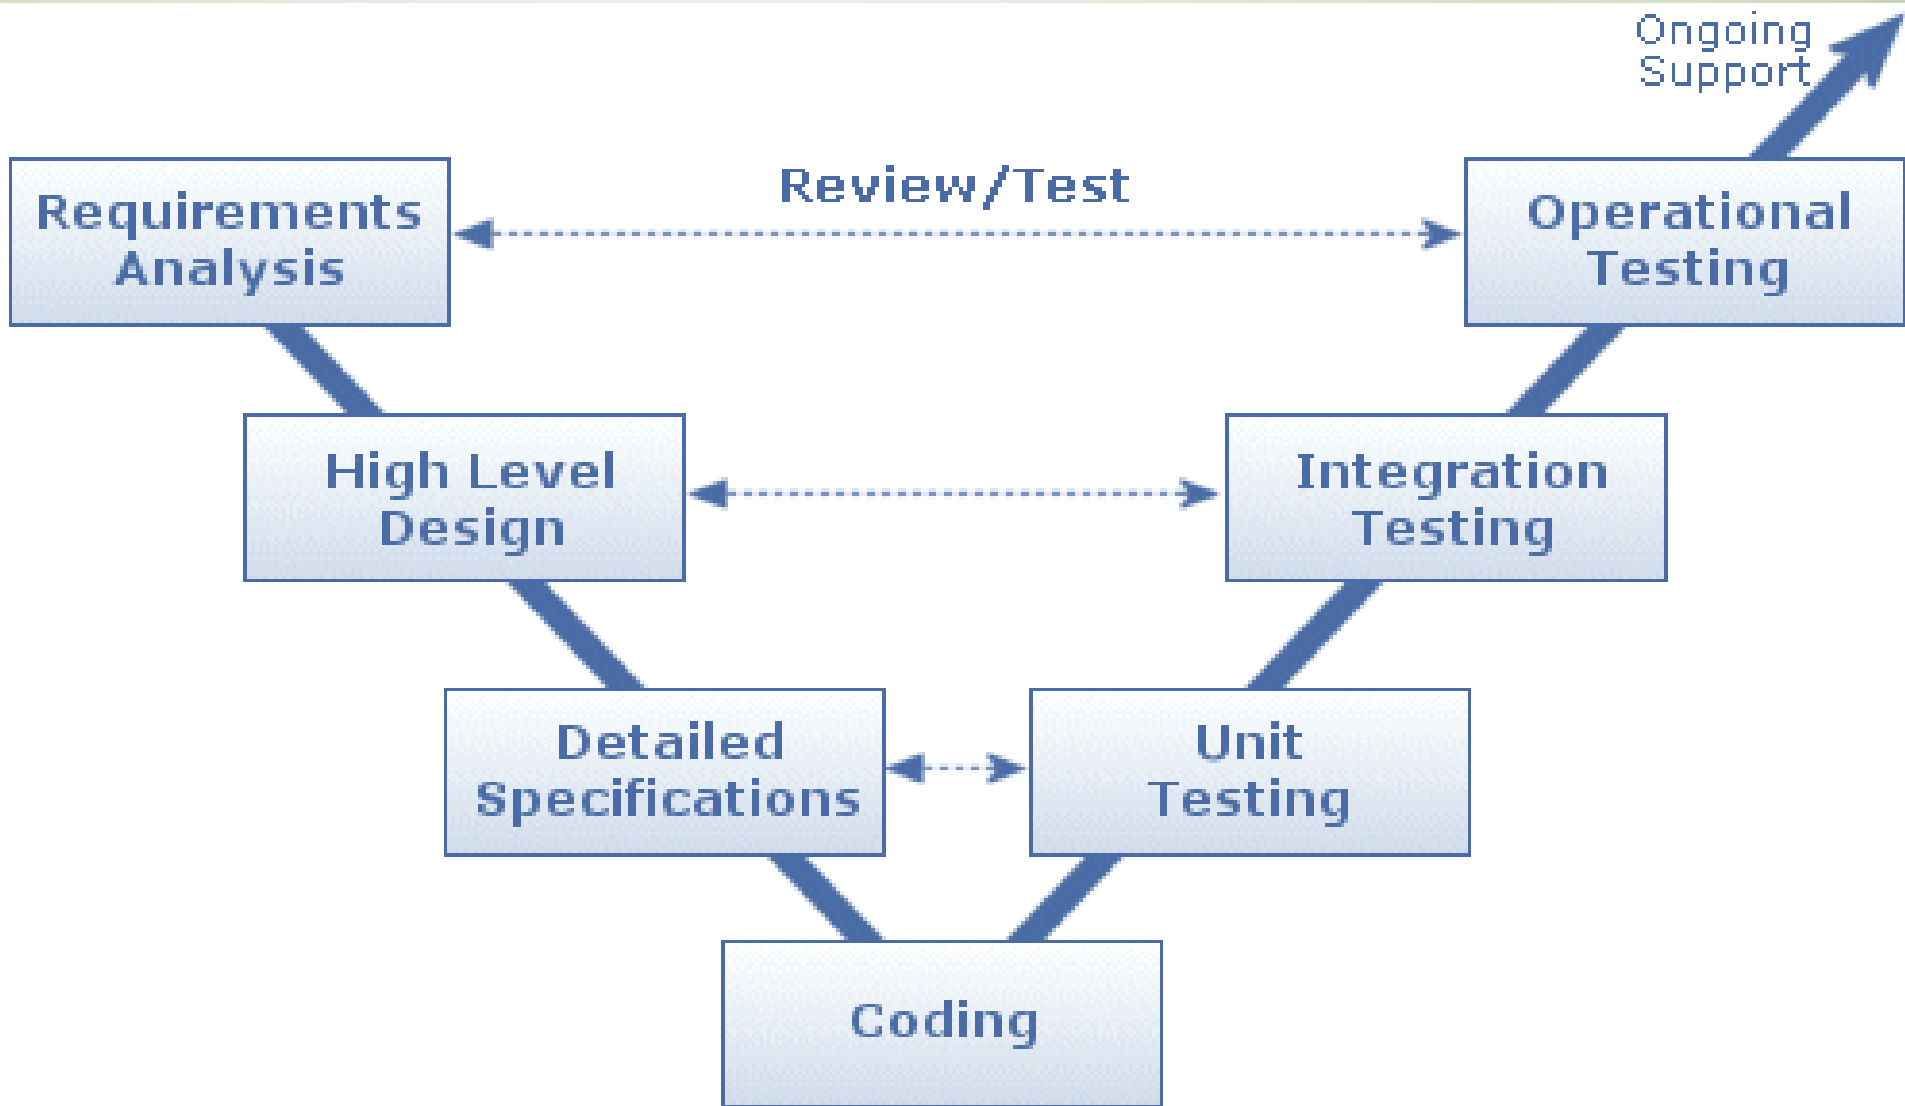 Ongoing
Support
Review/Test
Requirements
Analysis
Operational
Testing
High Level
Design
Integration
Testing
Detailed
Specifications
Unit
Testing
Coding